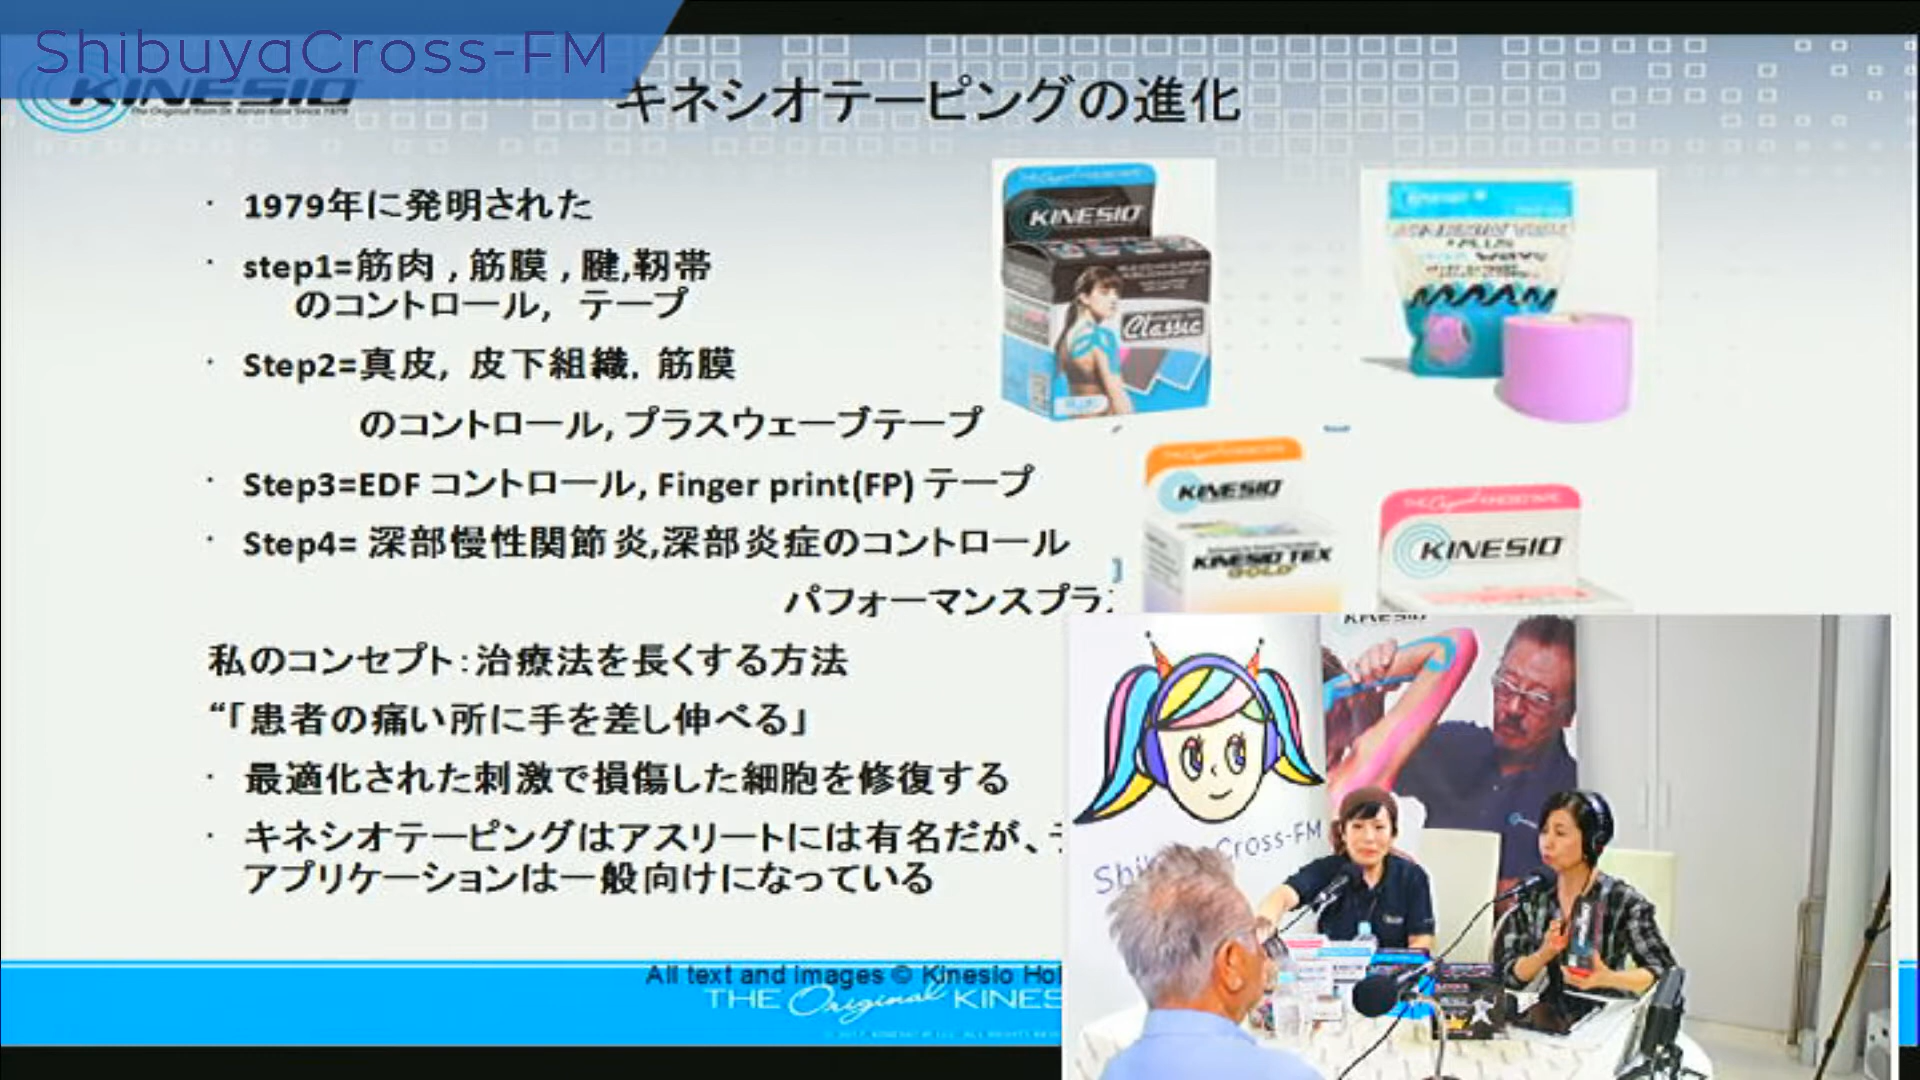 ShibuyaCross-FM
KINESIO
キネシオテーピングの進化
・ 1979年に発明された
・ step1=筋肉 , 筋膜 , 腱,靭帯
のコントロール, テープ
・ Step2=真皮, 皮下組織, 筋膜
のコントロール, プラスウェーブテープ
・ Step3=EDF コントロール, Finger print(FP) テープ
・ Step4= 深部慢性関節炎,深部炎症のコントロール
パフォーマンスプラ
私のコンセプト:治療法を長くする方法
“「患者の痛い所に手を差し伸べる」
・ 最適化された刺激で損傷した細胞を修復する
・ キネシオテーピングはアスリートには有名だが、
アプリケーションは一般向けになっている
All text and images © Kinesio Hol
THE Original KINES
KINESIO
Classic
PLUS
KINESIO
KINESIO TEX
GOLD
KINESIO
KINESIO
Cross-FM